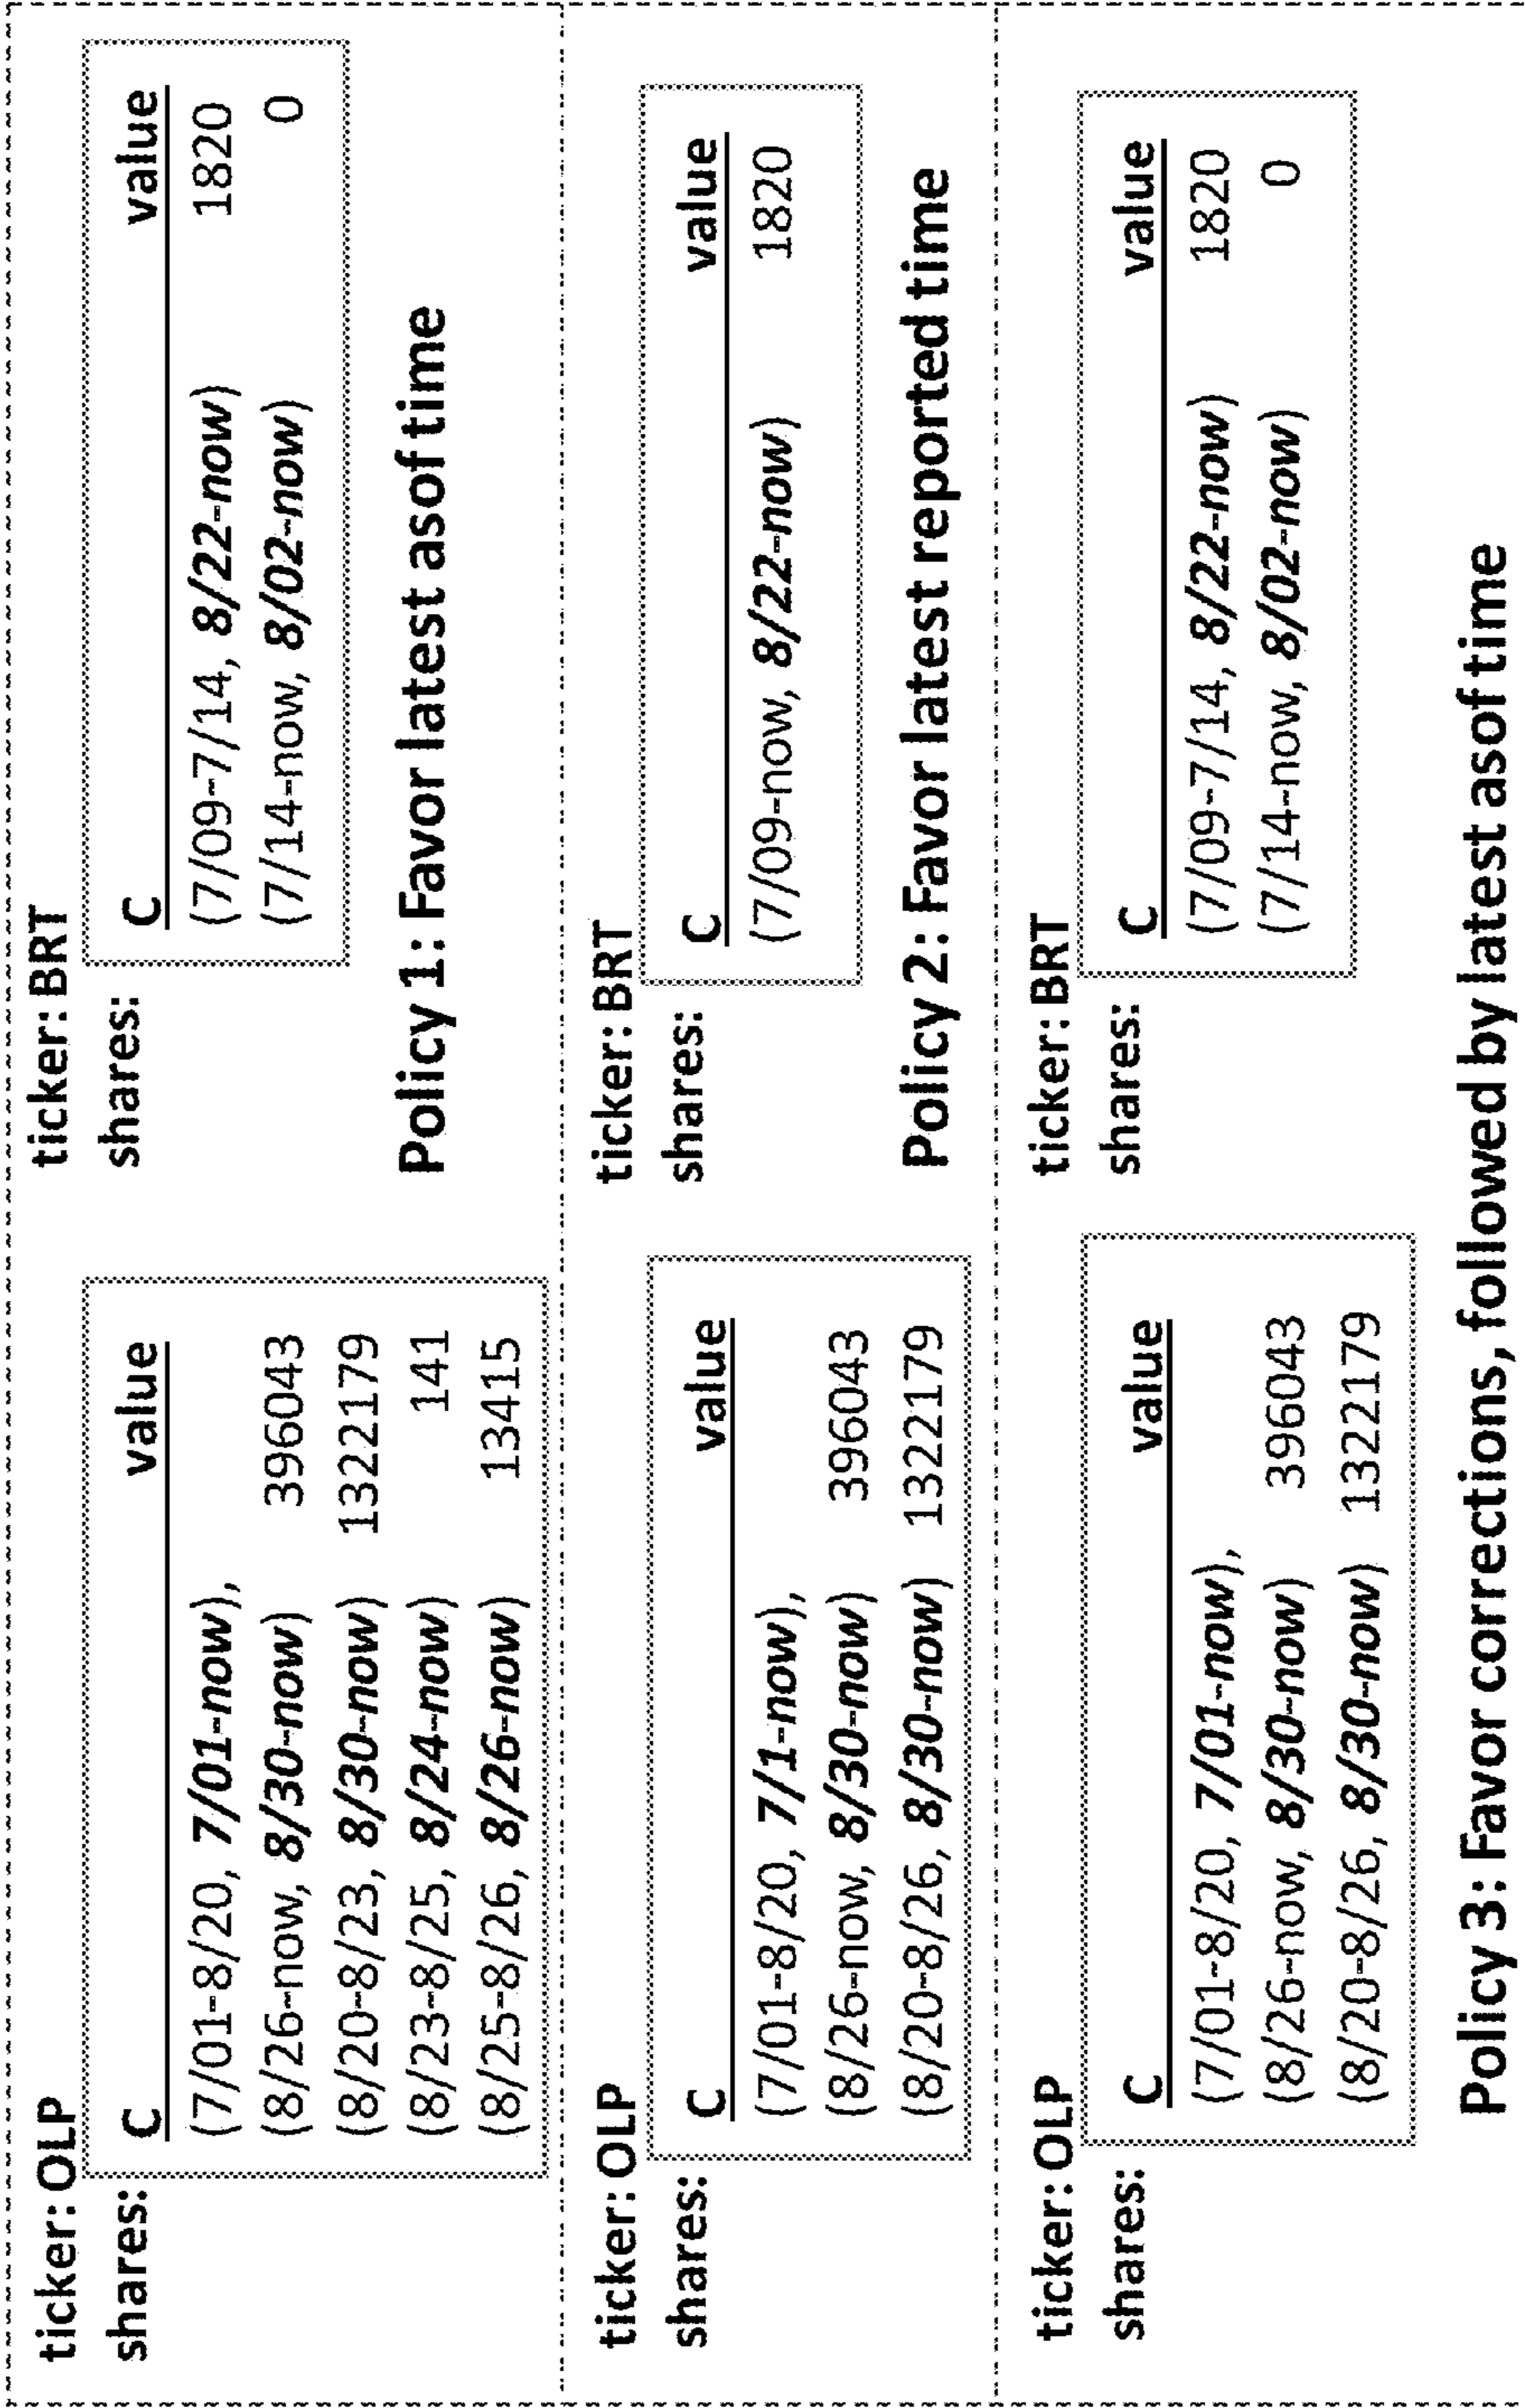 ticker: OLP
shares:
C value
(7/01-8/20, 7/01-now),
(8/26-now, 8/30-now) 396043
(8/20-8/23, 8/30-now) 1322179
(8/23-8/25, 8/24-now) 141
(8/25-8/26, 8/26-now) 13415
ticker: BRT
shares:
C value
(7/09-7/14, 8/22-now) 1820
(7/14-now, 8/02-now) 0
Policy 1: Favor latest asof time
ticker: OLP
shares:
C value
(7/01-8/20, 7/1-now),
(8/26-now, 8/30-now) 396043
(8/20-8/26, 8/30-now) 1322179
ticker: BRT
shares:
C value
(7/09-now, 8/22-now) 1820
Policy 2: Favor latest reported time
ticker: OLP
shares:
C value
(7/01-8/20, 7/01-now),
(8/26-now, 8/30-now) 396043
(8/20-8/26, 8/30-now) 1322179
ticker: BRT
shares:
C value
(7/09-7/14, 8/22-now) 1820
(7/14-now, 8/02-now) 0
Policy 3: Favor corrections, followed by latest asof time